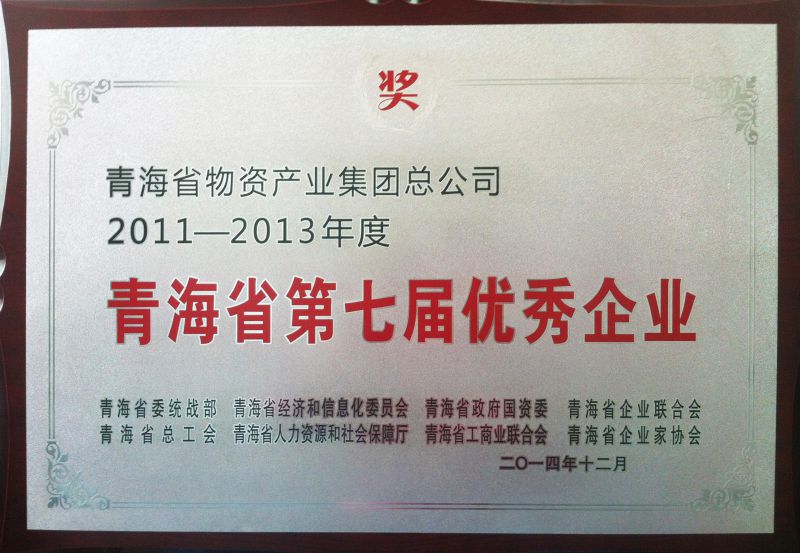 奖
青海省物资产业集团总公司
2011—2013年度
青海省第七届优秀企业
青海省委统战部 青海省经济和信息化委员会 青海省政府国资委 青海省企业联合会
青海省总工会 青海省人力资源和社会保障厅 青海省工商业联合会 青海省企业家协会
二〇一四年十二月